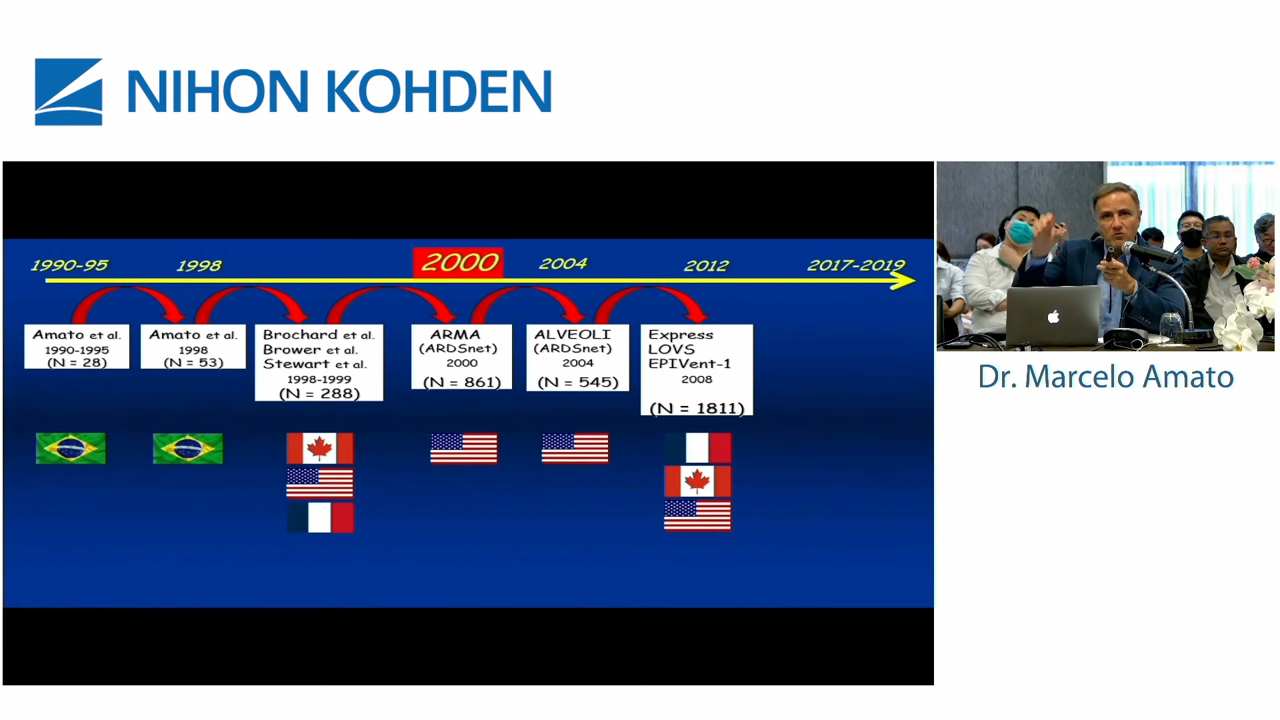 NIHON KOHDEN
1990-95
1998
2000
2004
2012
2017-2019
Amato et al.
1990-1995
(N = 28)
Amato et al.
1998
(N = 53)
Brochard et al.
Brower et al.
Stewart et al.
1998-1999
(N = 288)
ARMA
(ARDSnet)
2000
(N = 861)
ALVEOLI
(ARDSnet)
2004
(N = 545)
Express
LOVS
EPIVent-1
2008
(N = 1811)
Dr. Marcelo Amato